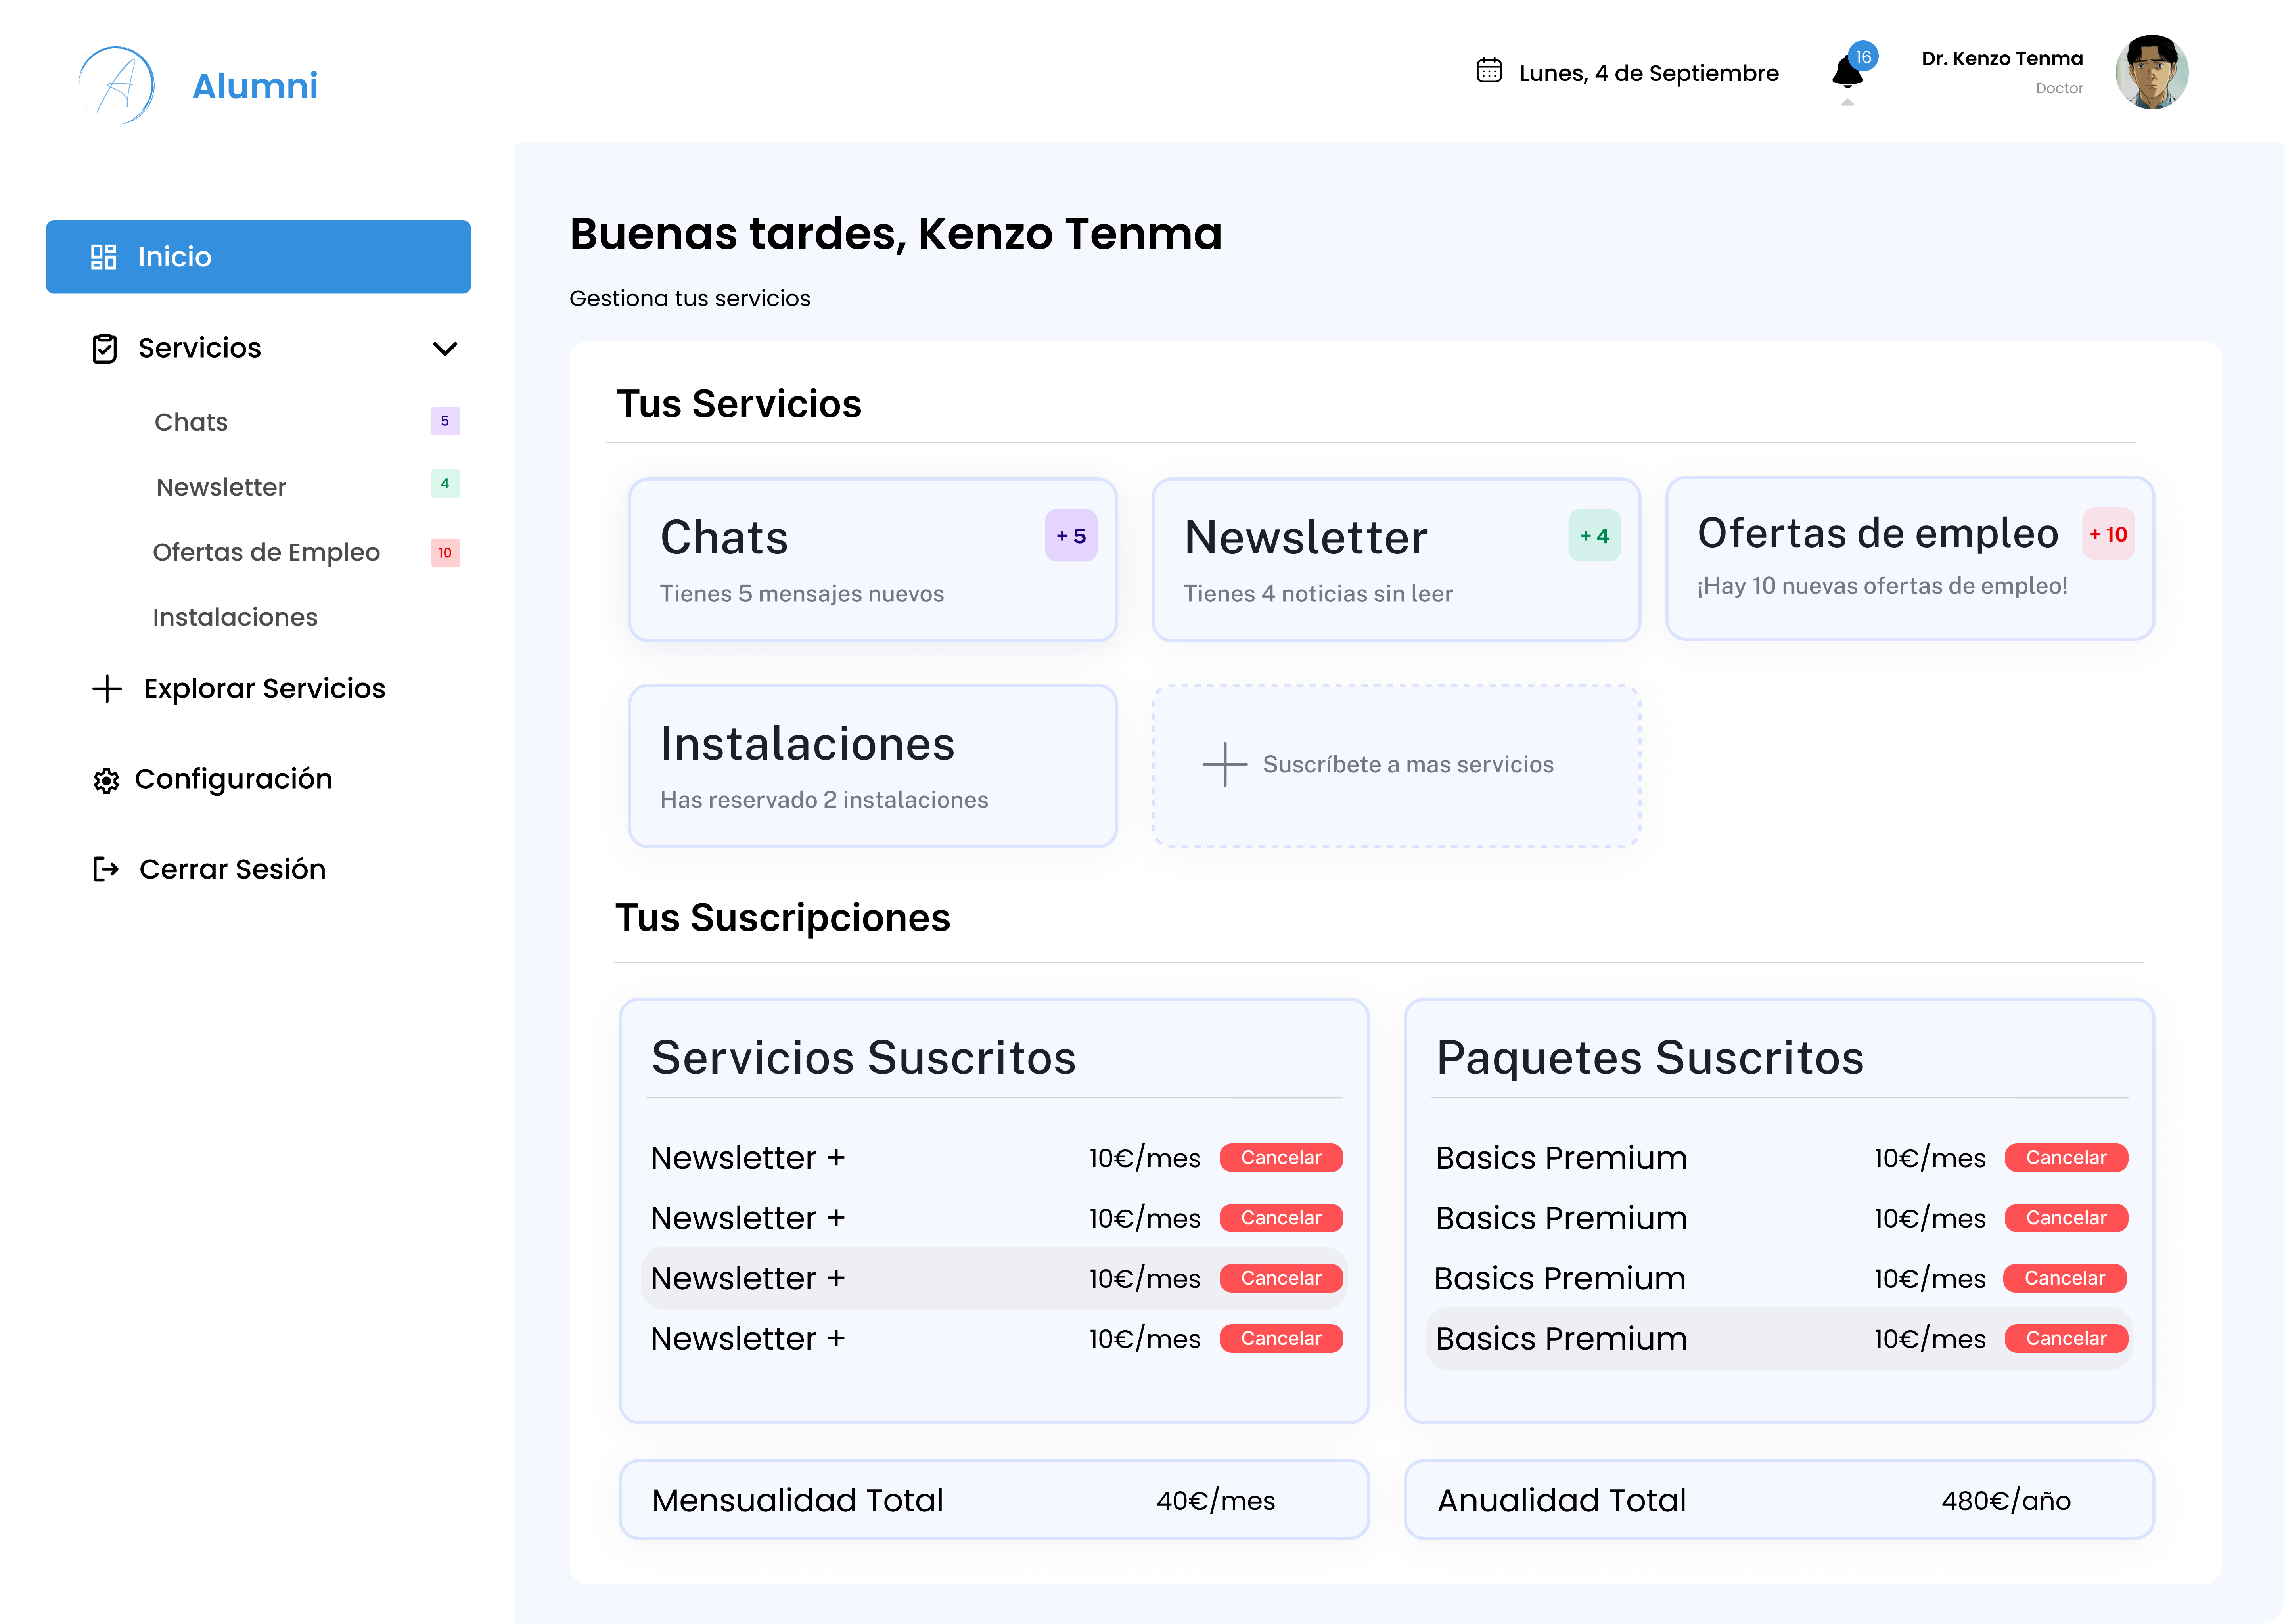 Alumni
Lunes, 4 de Septiembre
16
Dr. Kenzo Tenma
Doctor
Inicio
Servicios
Chats 5
Newsletter 4
Ofertas de Empleo 10
Instalaciones
Explorar Servicios
Configuración
Cerrar Sesión
Buenas tardes, Kenzo Tenma
Gestiona tus servicios
Tus Servicios
Chats + 5
Tienes 5 mensajes nuevos
Newsletter + 4
Tienes 4 noticias sin leer
Ofertas de empleo + 10
¡Hay 10 nuevas ofertas de empleo!
Instalaciones
Has reservado 2 instalaciones
Suscríbete a mas servicios
Tus Suscripciones
Servicios Suscritos
Newsletter + 10€/mes Cancelar
Newsletter + 10€/mes Cancelar
Newsletter + 10€/mes Cancelar
Newsletter + 10€/mes Cancelar
Paquetes Suscritos
Basics Premium 10€/mes Cancelar
Basics Premium 10€/mes Cancelar
Basics Premium 10€/mes Cancelar
Basics Premium 10€/mes Cancelar
Mensualidad Total 40€/mes
Anualidad Total 480€/año